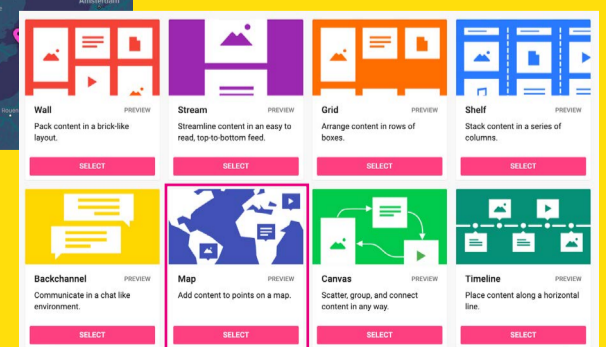 Amsterdam
Rouen
Wall PREVIEW
Pack content in a brick-like
layout.
SELECT
Stream PREVIEW
Streamline content in an easy to
read, top-to-bottom feed.
SELECT
Grid PREVIEW
Arrange content in rows of
boxes.
SELECT
Shelf PREVIEW
Stack content in a series of
columns.
SELECT
Backchannel PREVIEW
Communicate in a chat like
environment.
SELECT
Map PREVIEW
Add content to points on a map.
SELECT
Canvas PREVIEW
Scatter, group, and connect
content in any way.
SELECT
Timeline PREVIEW
Place content along a horizontal
line.
SELECT